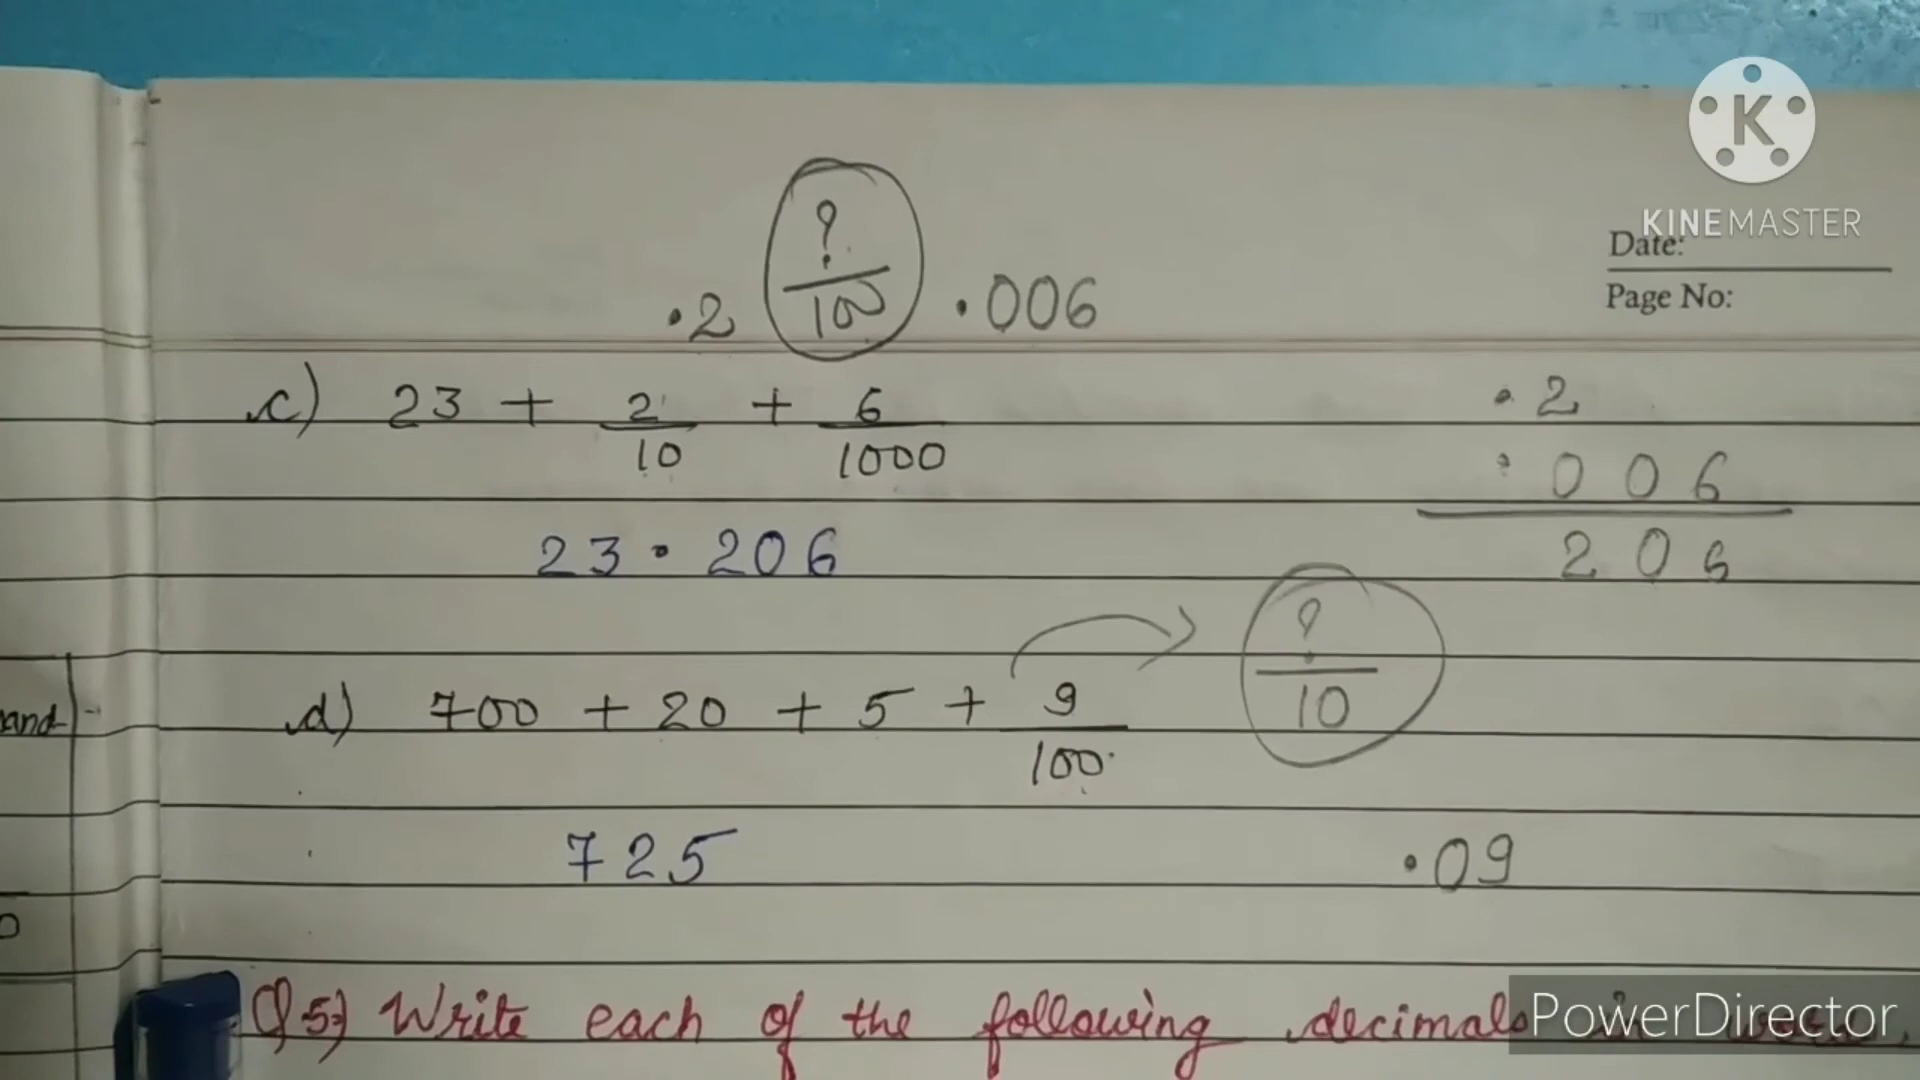 K
KINEMASTER
Date:
Page No:
?
.2 100 .006
c) 23 + 2/10 + 6/1000
.2
.006
206
23.206
?
10
d) 700 + 20 + 5 + 9/100
725
.09
and
Q5) Write each of the following decimals
PowerDirector